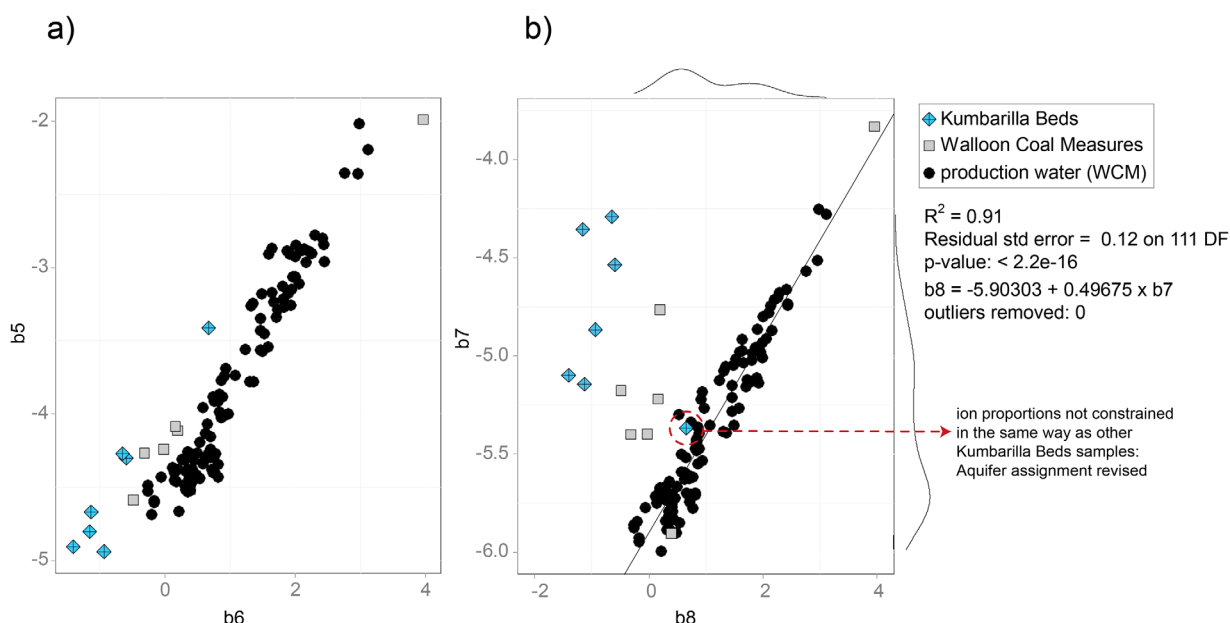 a)
b)
-2
-3
-4
-5
b5
0
2
4
b6
-4.0
-4.5
-5.0
-5.5
-6.0
b7
-2
0
2
4
b8
Kumbarilla Beds
Walloon Coal Measures
production water (WCM)
R² = 0.91
Residual std error = 0.12 on 111 DF
p-value: < 2.2e-16
b8 = -5.90303 + 0.49675 x b7
outliers removed: 0
ion proportions not constrained
in the same way as other
Kumbarilla Beds samples:
Aquifer assignment revised